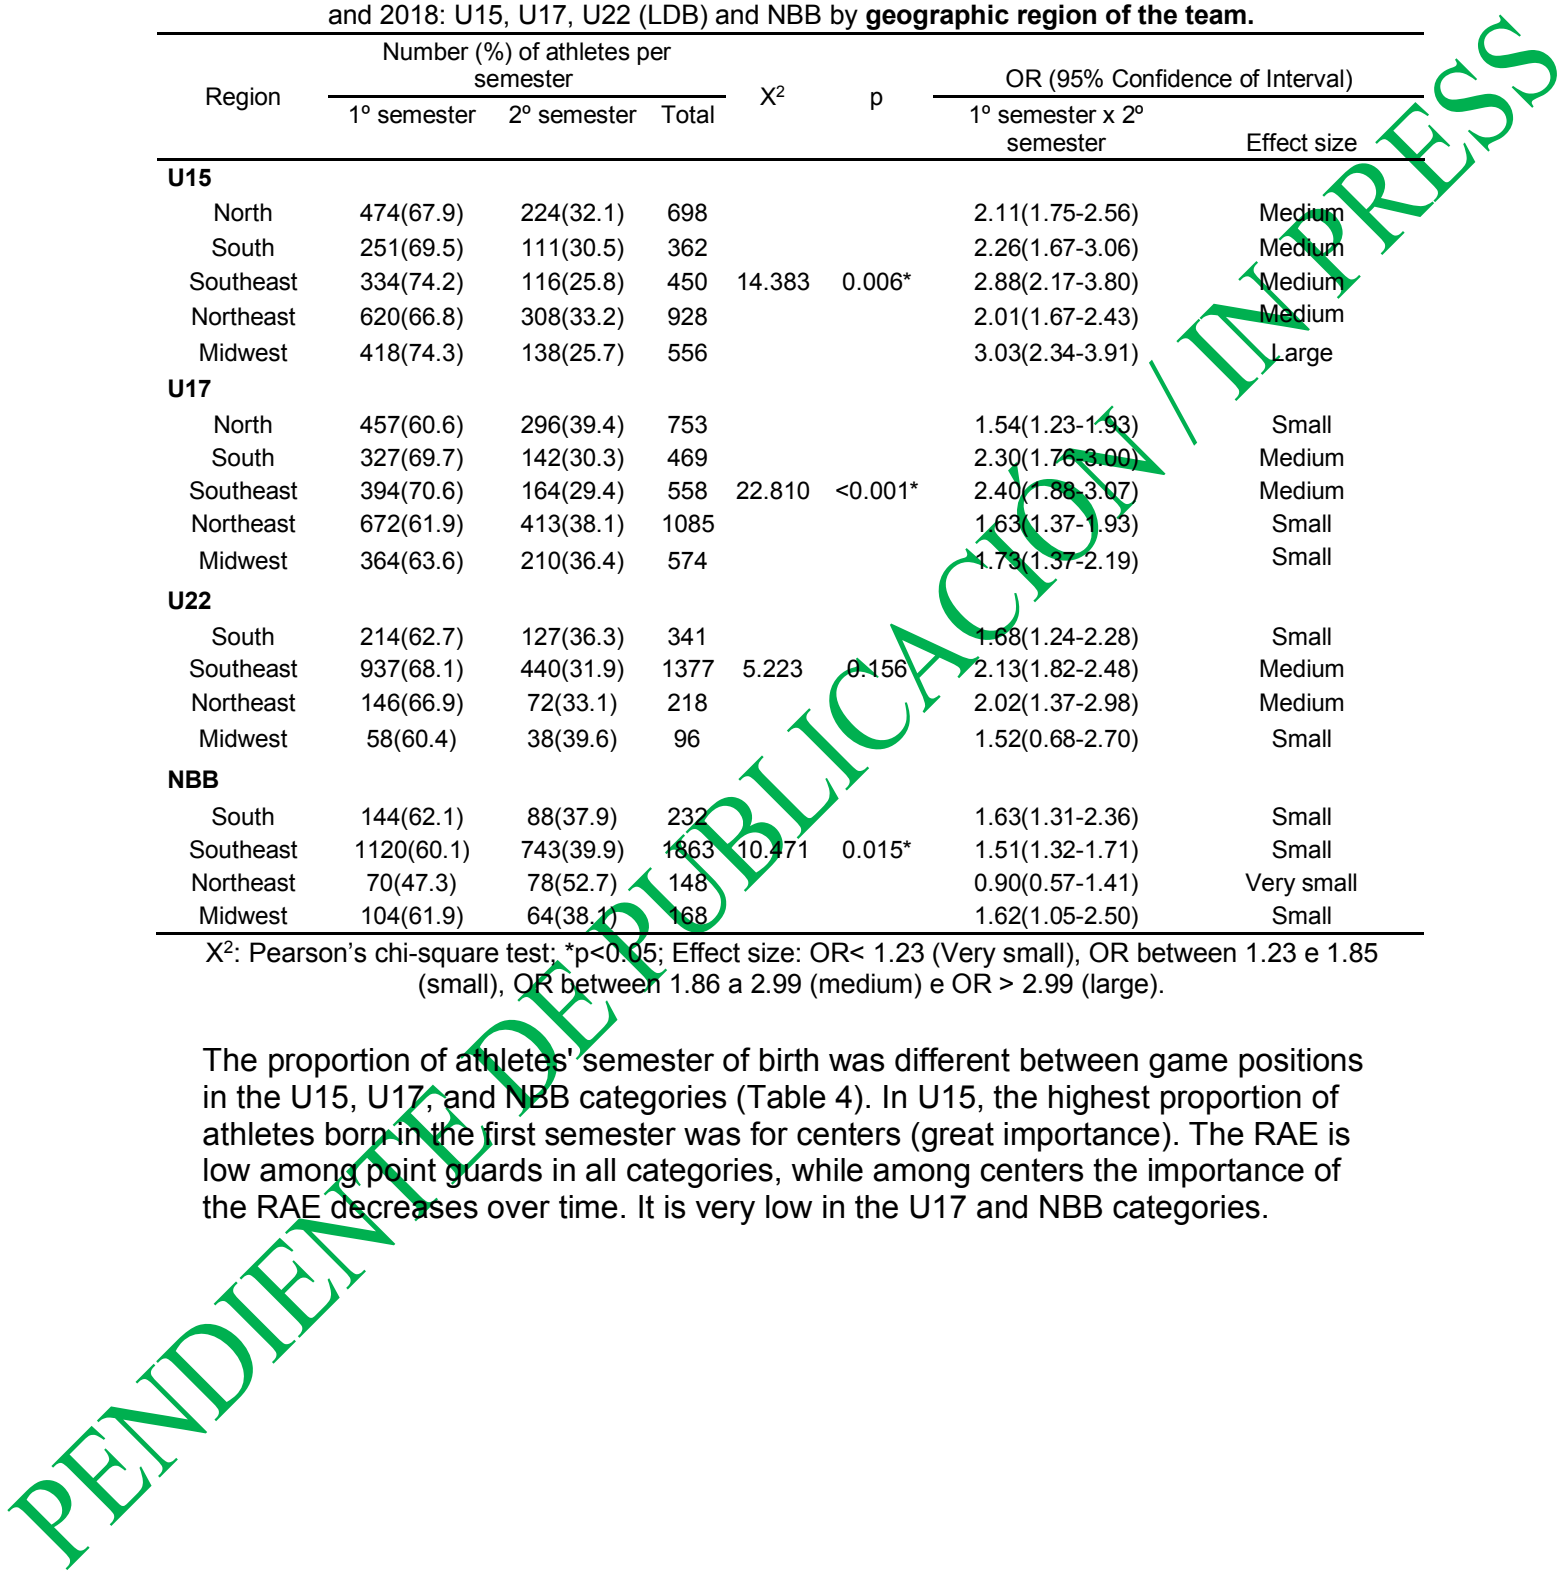 and 2018: U15, U17, U22 (LDB) and NBB by geographic region of the team.
Region Number (%) of athletes per semester X² p OR (95% Confidence of Interval)
1º semester 2º semester Total 1º semester x 2º semester Effect size
U15
North 474(67.9) 224(32.1) 698 2.11(1.75-2.56) Medium
South 251(69.5) 111(30.5) 362 2.26(1.67-3.06) Medium
Southeast 334(74.2) 116(25.8) 450 14.383 0.006* 2.88(2.17-3.80) Medium
Northeast 620(66.8) 308(33.2) 928 2.01(1.67-2.43) Medium
Midwest 418(74.3) 138(25.7) 556 3.03(2.34-3.91) Large
U17
North 457(60.6) 296(39.4) 753 1.54(1.23-1.93) Small
South 327(69.7) 142(30.3) 469 2.30(1.76-3.00) Medium
Southeast 394(70.6) 164(29.4) 558 22.810 <0.001* 2.40(1.88-3.07) Medium
Northeast 672(61.9) 413(38.1) 1085 1.63(1.37-1.93) Small
Midwest 364(63.6) 210(36.4) 574 1.73(1.37-2.19) Small
U22
South 214(62.7) 127(36.3) 341 1.68(1.24-2.28) Small
Southeast 937(68.1) 440(31.9) 1377 5.223 0.156 2.13(1.82-2.48) Medium
Northeast 146(66.9) 72(33.1) 218 2.02(1.37-2.98) Medium
Midwest 58(60.4) 38(39.6) 96 1.52(0.68-2.70) Small
NBB
South 144(62.1) 88(37.9) 232 1.63(1.31-2.36) Small
Southeast 1120(60.1) 743(39.9) 1863 10.471 0.015* 1.51(1.32-1.71) Small
Northeast 70(47.3) 78(52.7) 148 0.90(0.57-1.41) Very small
Midwest 104(61.9) 64(38.1) 168 1.62(1.05-2.50) Small
X²: Pearson's chi-square test; *p<0.05; Effect size: OR< 1.23 (Very small), OR between 1.23 e 1.85
(small), OR between 1.86 a 2.99 (medium) e OR > 2.99 (large).
The proportion of athletes' semester of birth was different between game positions
in the U15, U17, and NBB categories (Table 4). In U15, the highest proportion of
athletes born in the first semester was for centers (great importance). The RAE is
low among point guards in all categories, while among centers the importance of
the RAE decreases over time. It is very low in the U17 and NBB categories.
PENDIENTE DE PUBLICACIÓN / IN PRESS